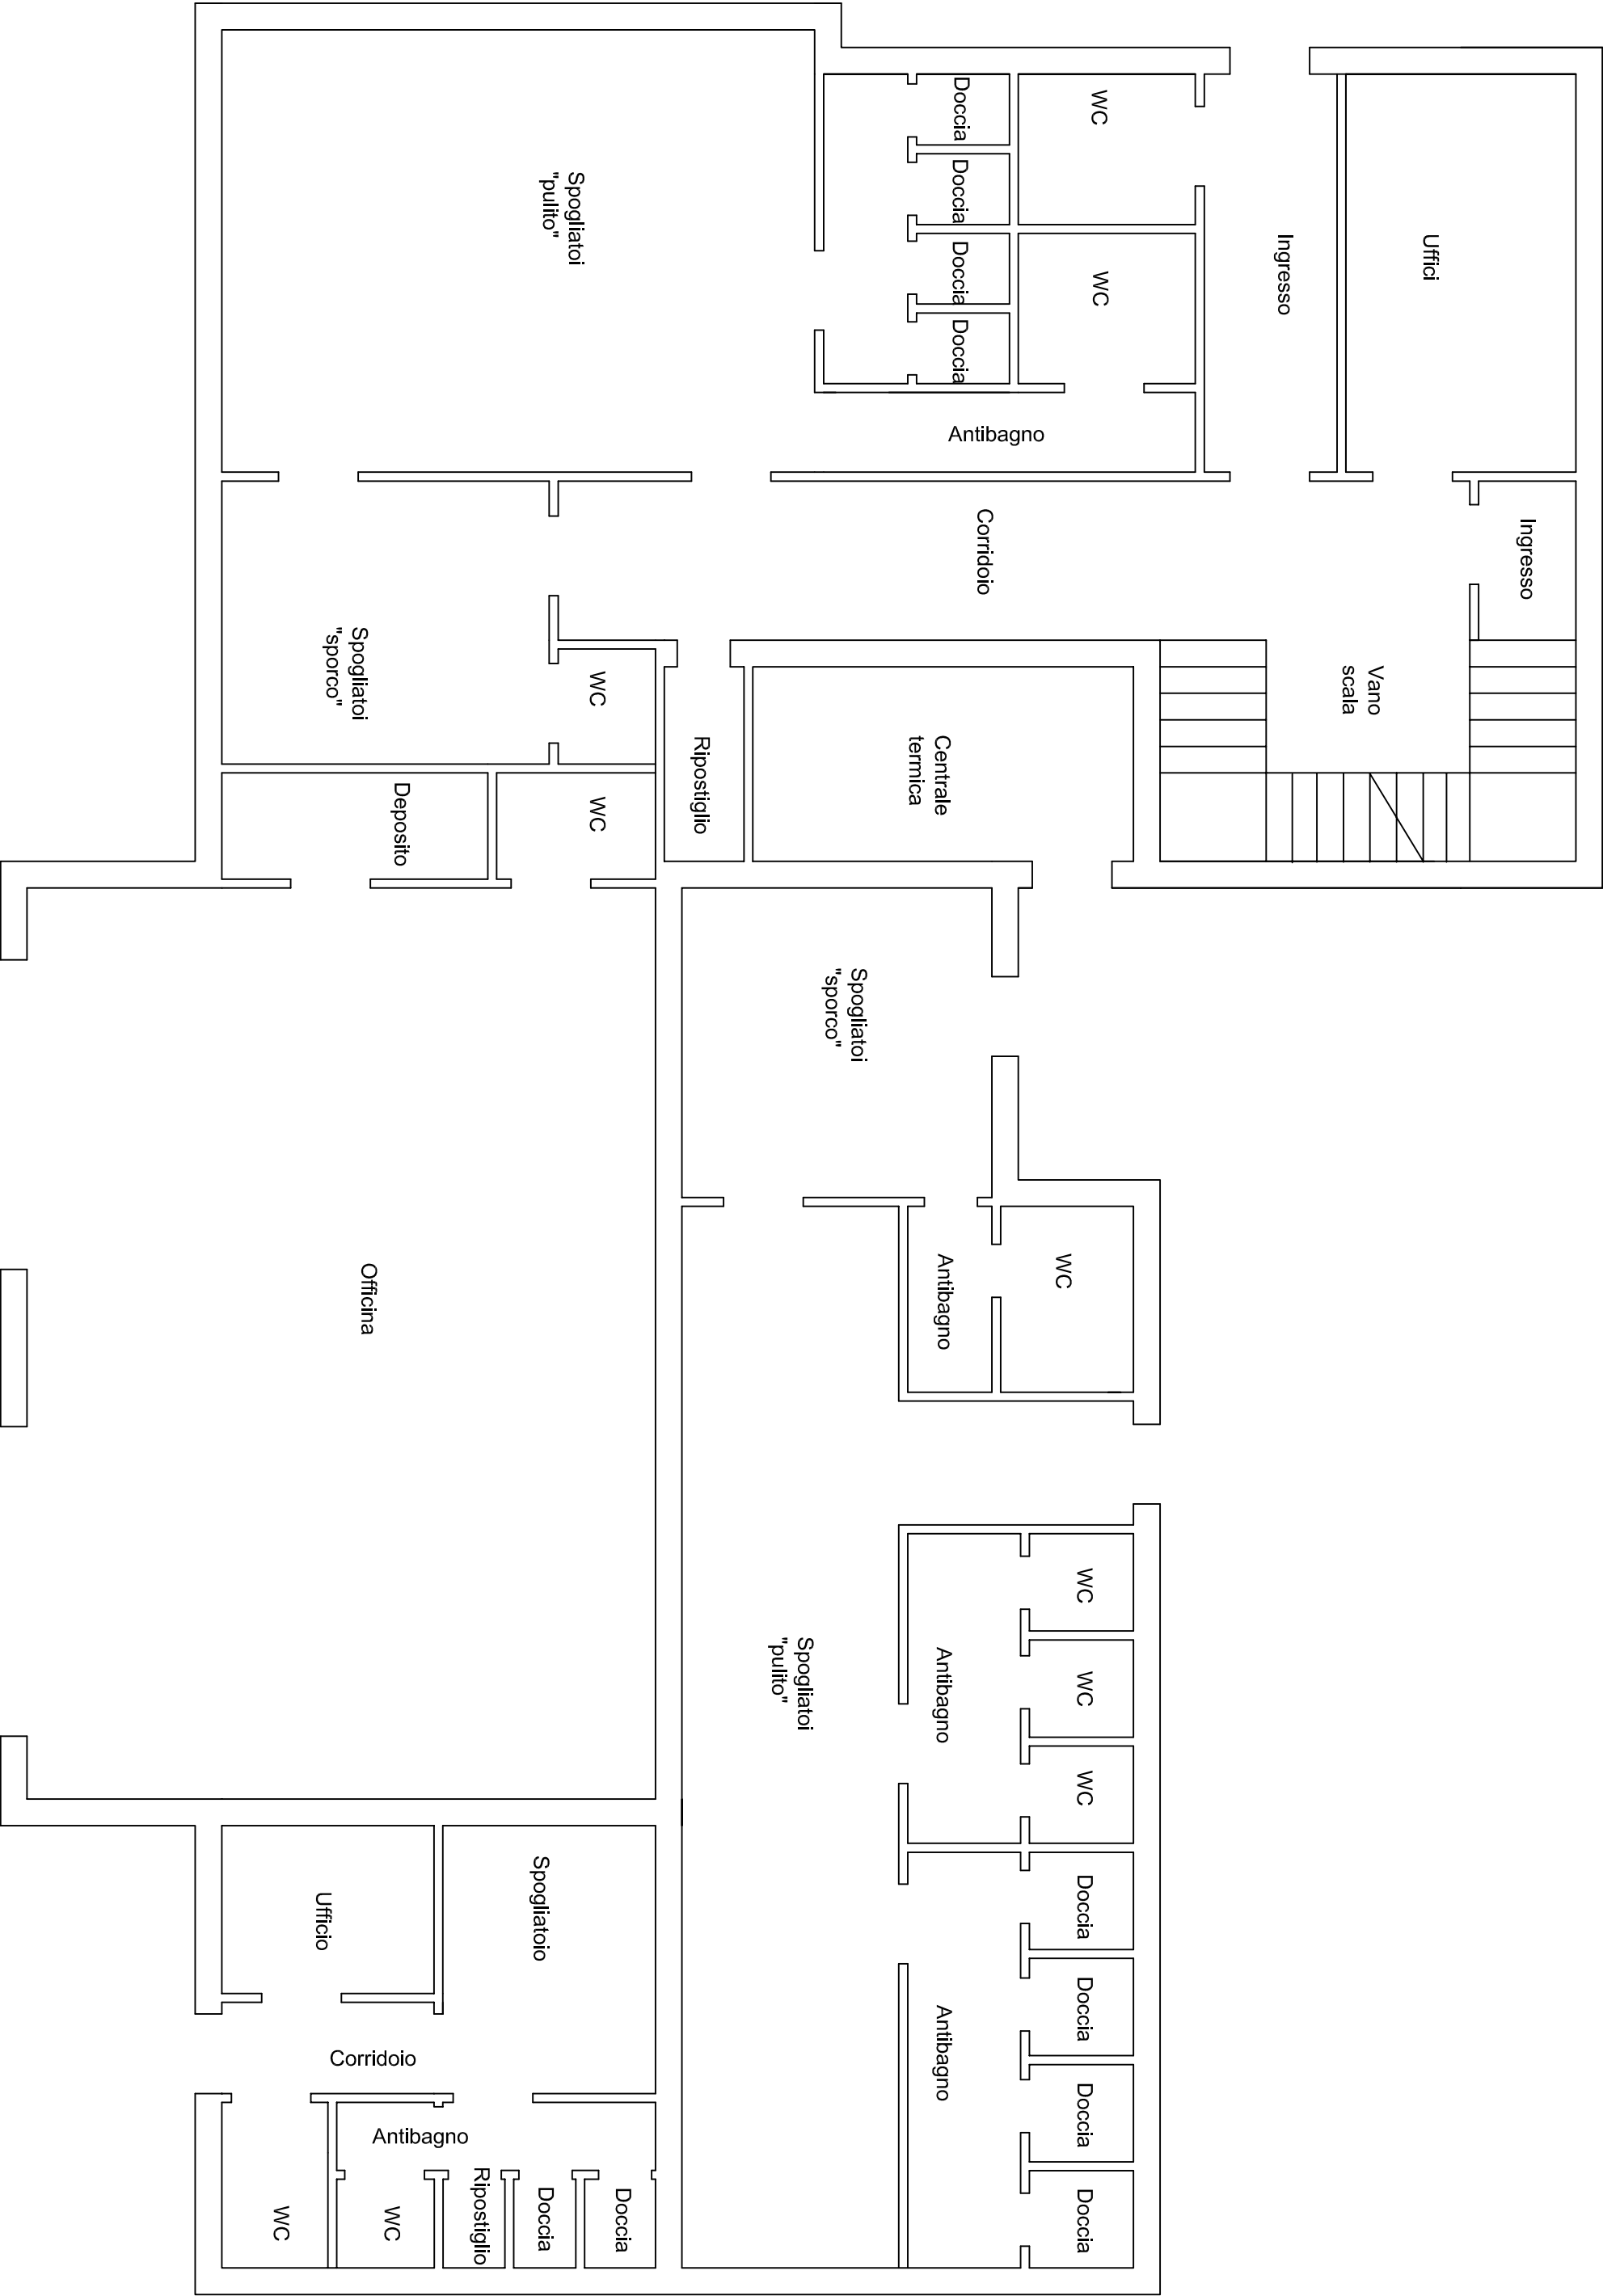 Doccia
WC
Spogliatoi
"pulito"
Doccia
Doccia
Doccia
WC
Ingresso
Uffici
Antibagno
Corridoio
Ingresso
Spogliatoi
"sporco"
WC
Vano
scala
Ripostiglio
Centrale
termica
Deposito
WC
Spogliatoi
"sporco"
Officina
Antibagno
WC
WC
Spogliatoi
"pulito"
Antibagno
WC
WC
Spogliatoio
Ufficio
Doccia
Doccia
Antibagno
Corridoio
Doccia
Antibagno
Doccia
WC
WC
Ripostiglio
Doccia
Doccia